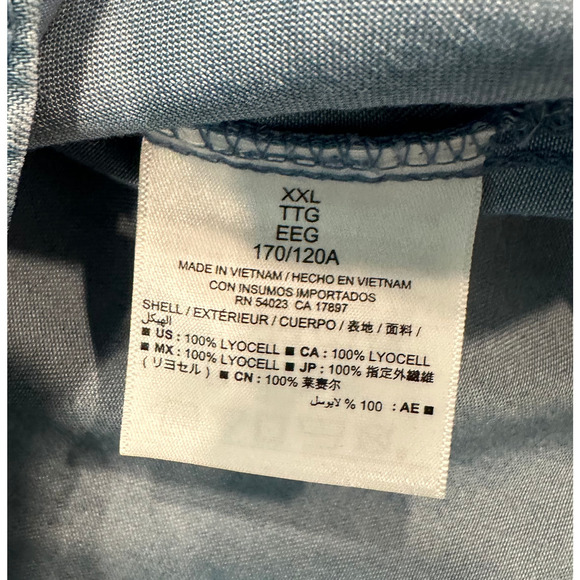 XXL
TTG
EEG
170/120A
MADE IN VIETNAM / HECHO EN VIETNAM
CON INSUMOS IMPORTADOS
RN 54023 CA 17897
SHELL / EXTÉRIEUR / CUERPO / 表地 / 面料 /
الهيكل
■ US : 100% LYOCELL ■ CA : 100% LYOCELL
■ MX : 100% LYOCELL ■ JP : 100% 指定外繊維
(リヨセル) ■ CN : 100% 莱赛尔
■ AE : 100 % لايوسل